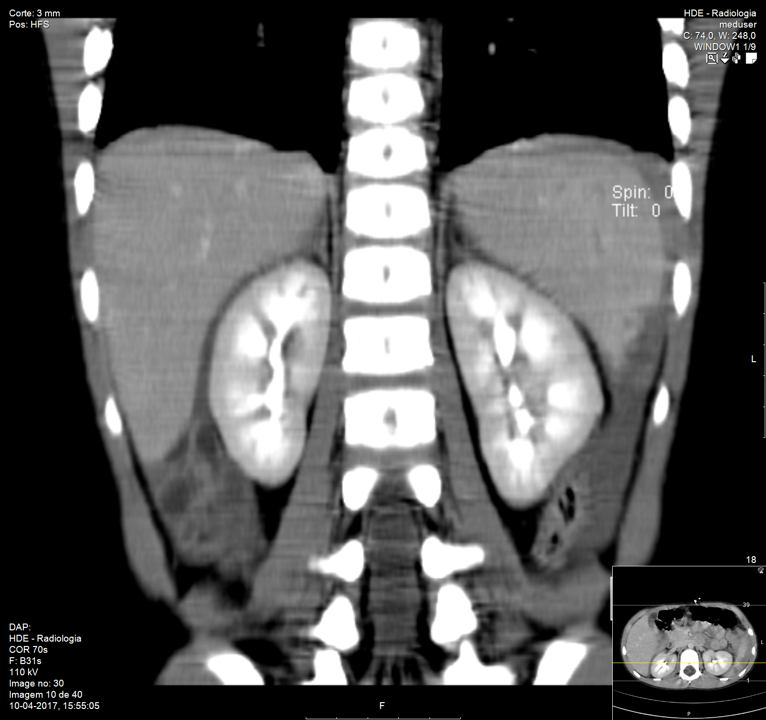 Corte: 3 mm
Pos: HFS
HDE - Radiologia
meduser
C: 74,0, W: 248,0
WINDOW1 1/9
Spin: 0
Tilt: 0
L
18
39
L
1
P
DAP:
HDE - Radiologia
COR 70s
F: B31s
110 kV
Image no: 30
Imagem 10 de 40
10-04-2017, 15:55:05
F